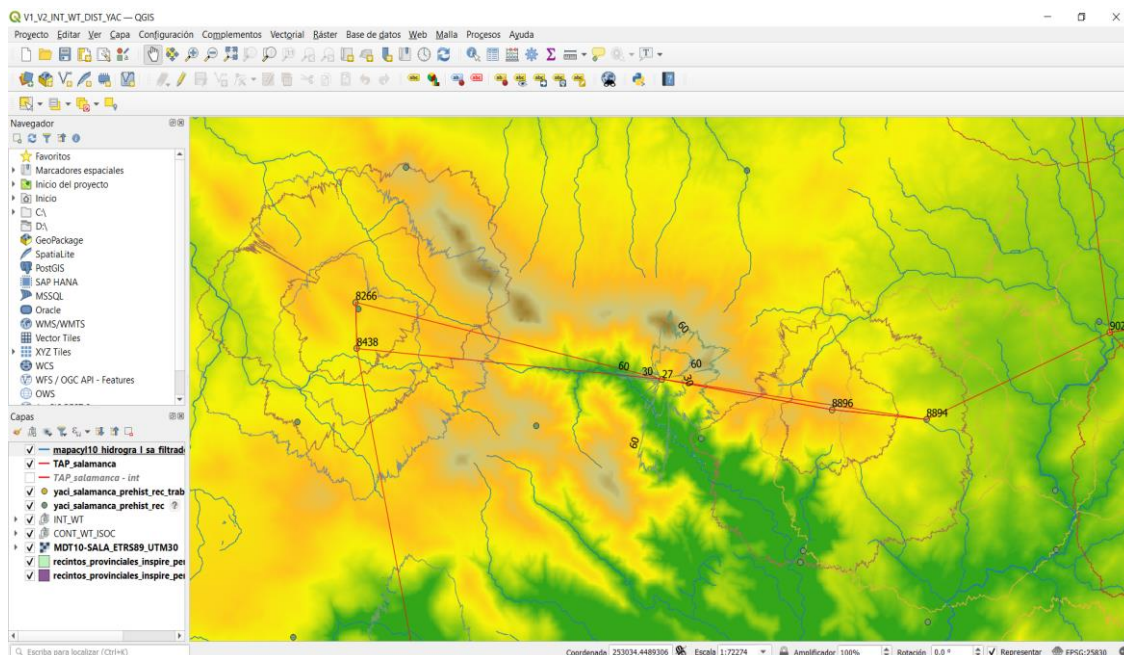 V1_V2_INT_WT_DIST_YAC — QGIS
Proyecto Editar Ver Capa Configuración Complementos Vectorial Ráster Base de datos Web Malla Procesos Ayuda
Navegador
Favoritos
Marcadores espaciales
Inicio del proyecto
Inicio
C:\
D:\
GeoPackage
SpatiaLite
PostGIS
SAP HANA
MSSQL
Oracle
WMS/WMTS
Vector Tiles
XYZ Tiles
WCS
WFS / OGC API - Features
OWS
Capas
mapacyl10_hidrogra_l_sa_filtrad
TAP_salamanca
TAP_salamanca - int
yaci_salamanca_prehist_rec_trab
yaci_salamanca_prehist_rec ?
INT_WT
CONT_WT_ISOC
MDT10-SALA_ETRS89_UTM30
recintos_provinciales_inspire_pe
recintos_provinciales_inspire_pe
8266
8438
60
60
60
30
27
30
60
8896
8894
902
Escriba para localizar (Ctrl+K)
Coordenada 253034.4489306 Escala 1:72274 Amplificador 100% Rotación 0,0 ° Representar EPSG:25830